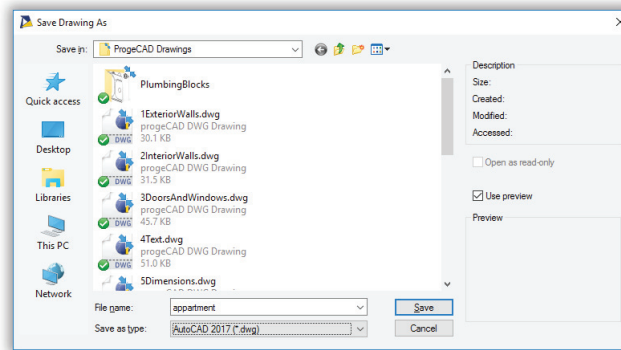 Save Drawing As
Save in: ProgeCAD Drawings
Quick access
Desktop
Libraries
This PC
Network
PlumbingBlocks
1ExteriorWalls.dwg
progeCAD DWG Drawing
DWG 30.1 KB
2InteriorWalls.dwg
progeCAD DWG Drawing
DWG 31.5 KB
3DoorsAndWindows.dwg
progeCAD DWG Drawing
DWG 45.7 KB
4Text.dwg
progeCAD DWG Drawing
DWG 51.0 KB
5Dimensions.dwg
File name: appartment
Save as type: AutoCAD 2017 (*.dwg)
Save
Cancel
Description
Size:
Created:
Modified:
Accessed:
Open as read-only
Use preview
Preview